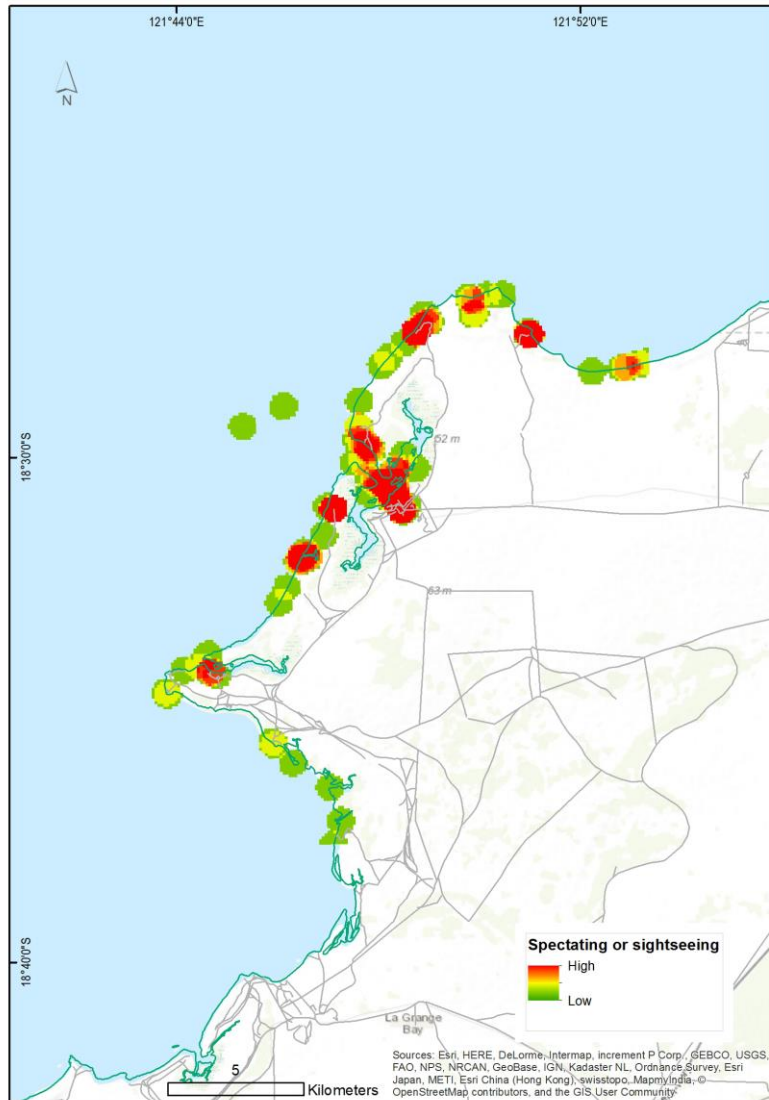 121°44'0"E
121°52'0"E
N
18°30'0"S
52 m
63 m
18°40'0"S
Spectating or sightseeing
High
Low
La Grange
Bay
5
Kilometers
Sources: Esri, HERE, DeLorme, Intermap, increment P Corp., GEBCO, USGS,
FAO, NPS, NRCAN, GeoBase, IGN, Kadaster NL, Ordnance Survey, Esri
Japan, METI, Esri China (Hong Kong), swisstopo, MapmyIndia, ©
OpenStreetMap contributors, and the GIS User Community